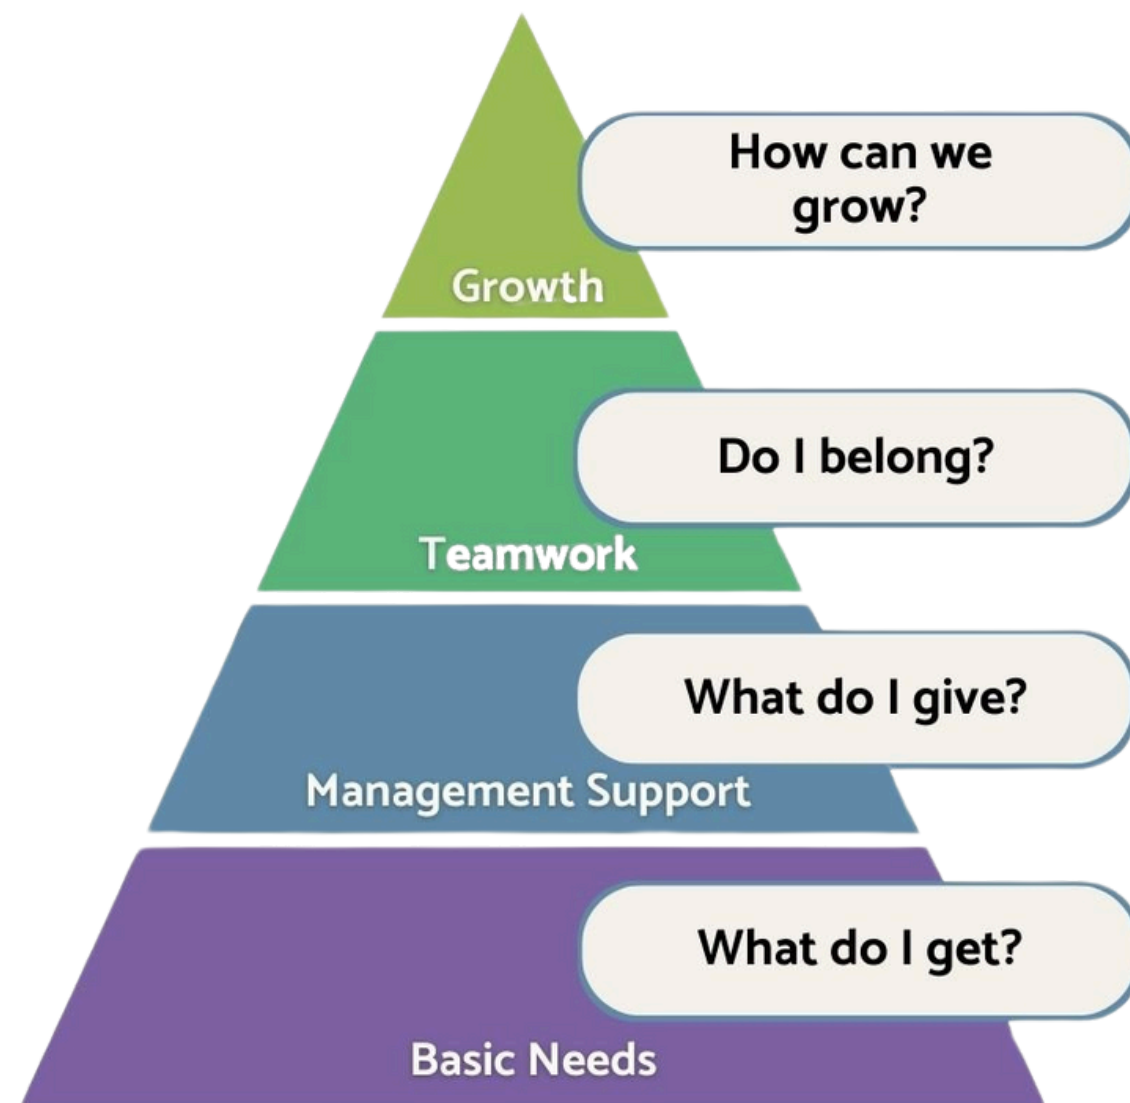 How can we
grow?
Growth
Do I belong?
Teamwork
What do I give?
Management Support
What do I get?
Basic Needs